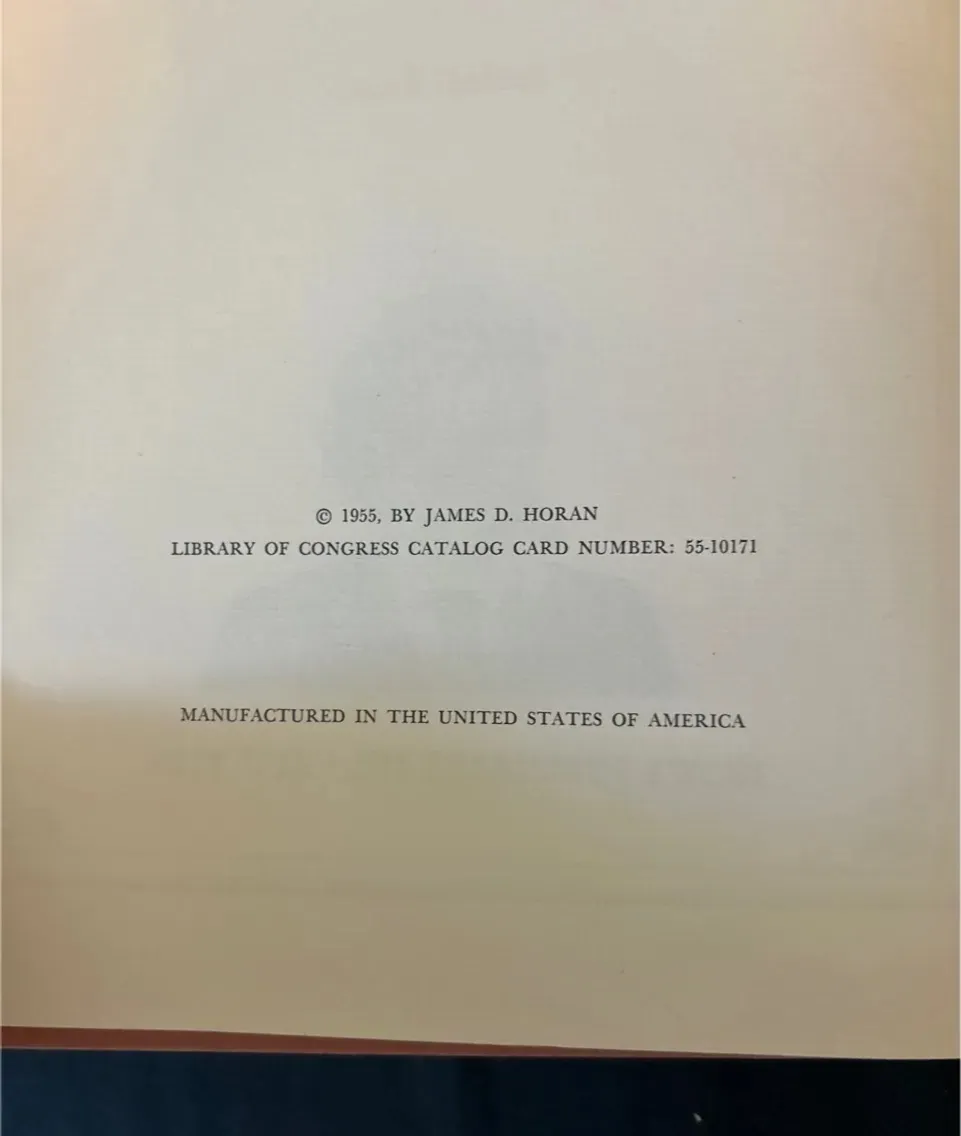 © 1955, BY JAMES D. HORAN
LIBRARY OF CONGRESS CATALOG CARD NUMBER: 55-10171
MANUFACTURED IN THE UNITED STATES OF AMERICA